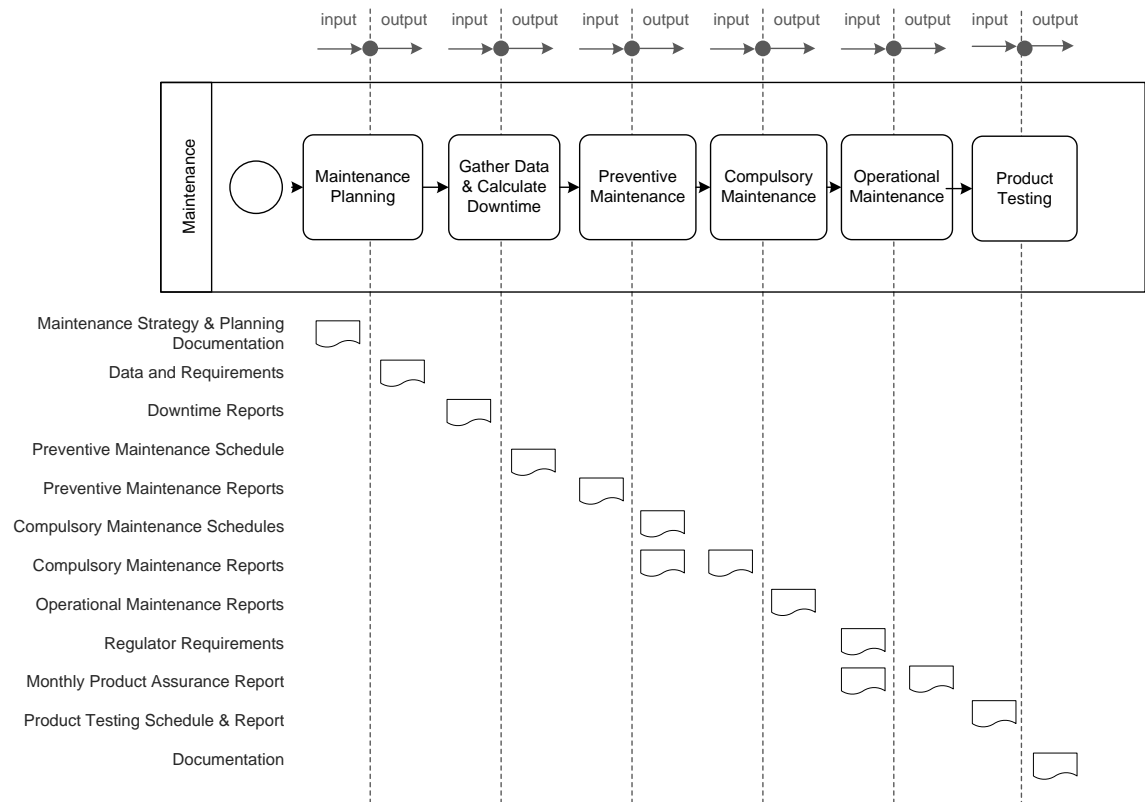 input output input output input output input output input output input output
Maintenance
Maintenance
Planning
Gather Data
& Calculate
Downtime
Preventive
Maintenance
Compulsory
Maintenance
Operational
Maintenance
Product
Testing
Maintenance Strategy & Planning
Documentation
Data and Requirements
Downtime Reports
Preventive Maintenance Schedule
Preventive Maintenance Reports
Compulsory Maintenance Schedules
Compulsory Maintenance Reports
Operational Maintenance Reports
Regulator Requirements
Monthly Product Assurance Report
Product Testing Schedule & Report
Documentation